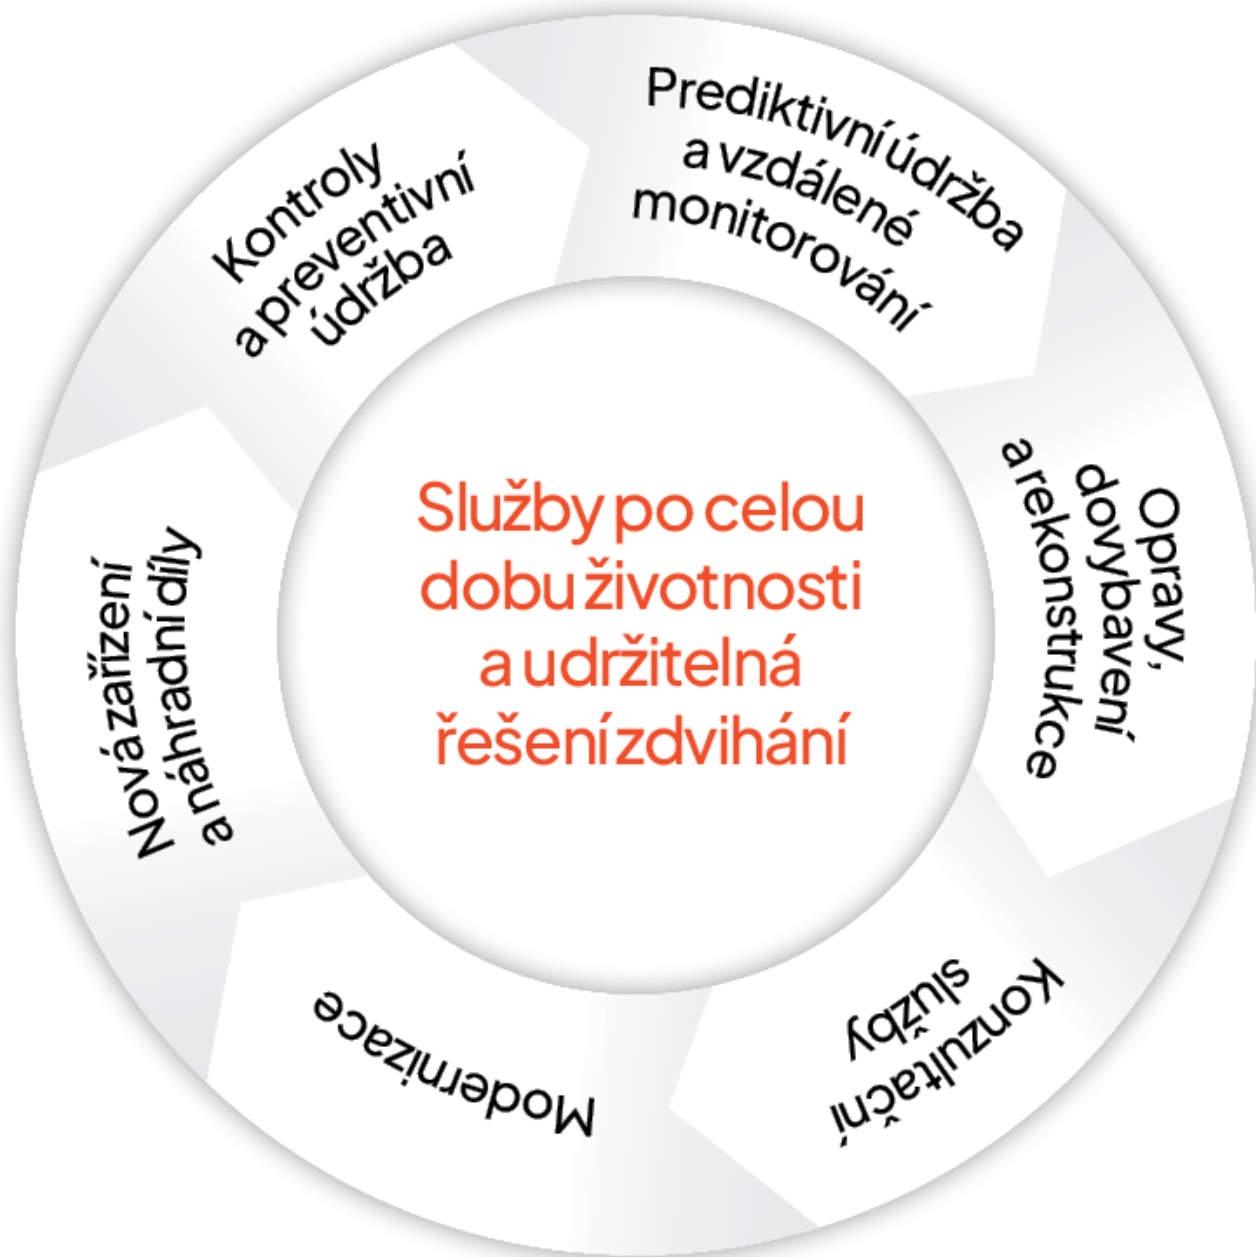 Prediktivní údržba
a vzdálené
monitorování
Opravy,
dovybavení
a rekonstrukce
Konzultační
služby
Modernizace
Nová zařízení
a náhradní díly
Kontroly
a preventivní
údržba
Služby po celou
dobu životnosti
a udržitelná
řešení zdvihání